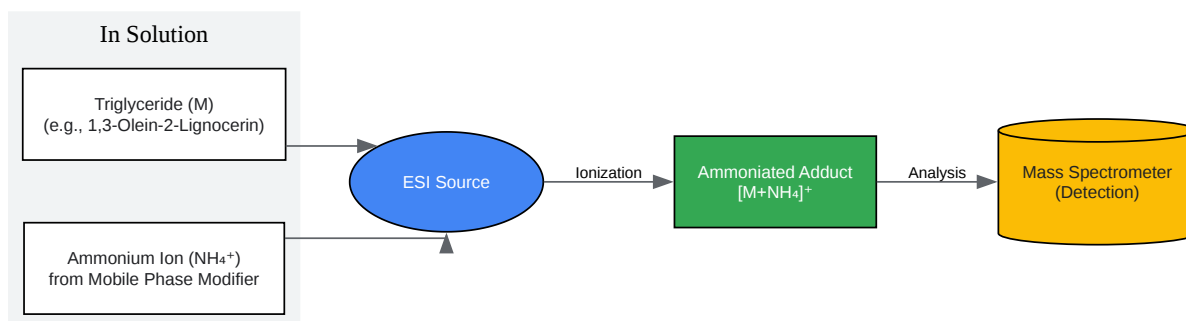 In Solution
Triglyceride (M)
(e.g., 1,3-Olein-2-Lignocerin)
Ammonium Ion (NH₄⁺)
from Mobile Phase Modifier
ESI Source
Ionization
Ammoniated Adduct
[M+NH₄]⁺
Analysis
Mass Spectrometer
(Detection)